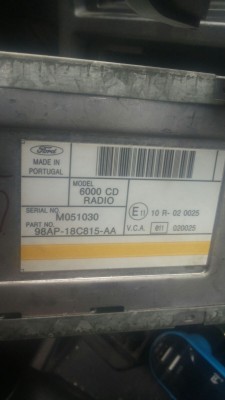 Ford
MADE IN
PORTUGAL
MODEL
6000 CD
RADIO
SERIAL NO.
M051030
PART NO.
98AP-18C815-AA
E11 10 R- 02 0025
V.C.A. e11 020025